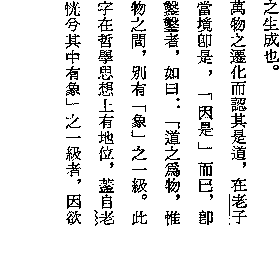 之生成也。
萬物之遷化而認其是道，在老子
當境卽是，「因是」而已，卽
鑿鑿者，如曰：「道之爲物，惟
物之間，別有「象」之一級。此
字在哲學思想上有地位，蓋自老
恍兮其中有象」之一級者，因欲